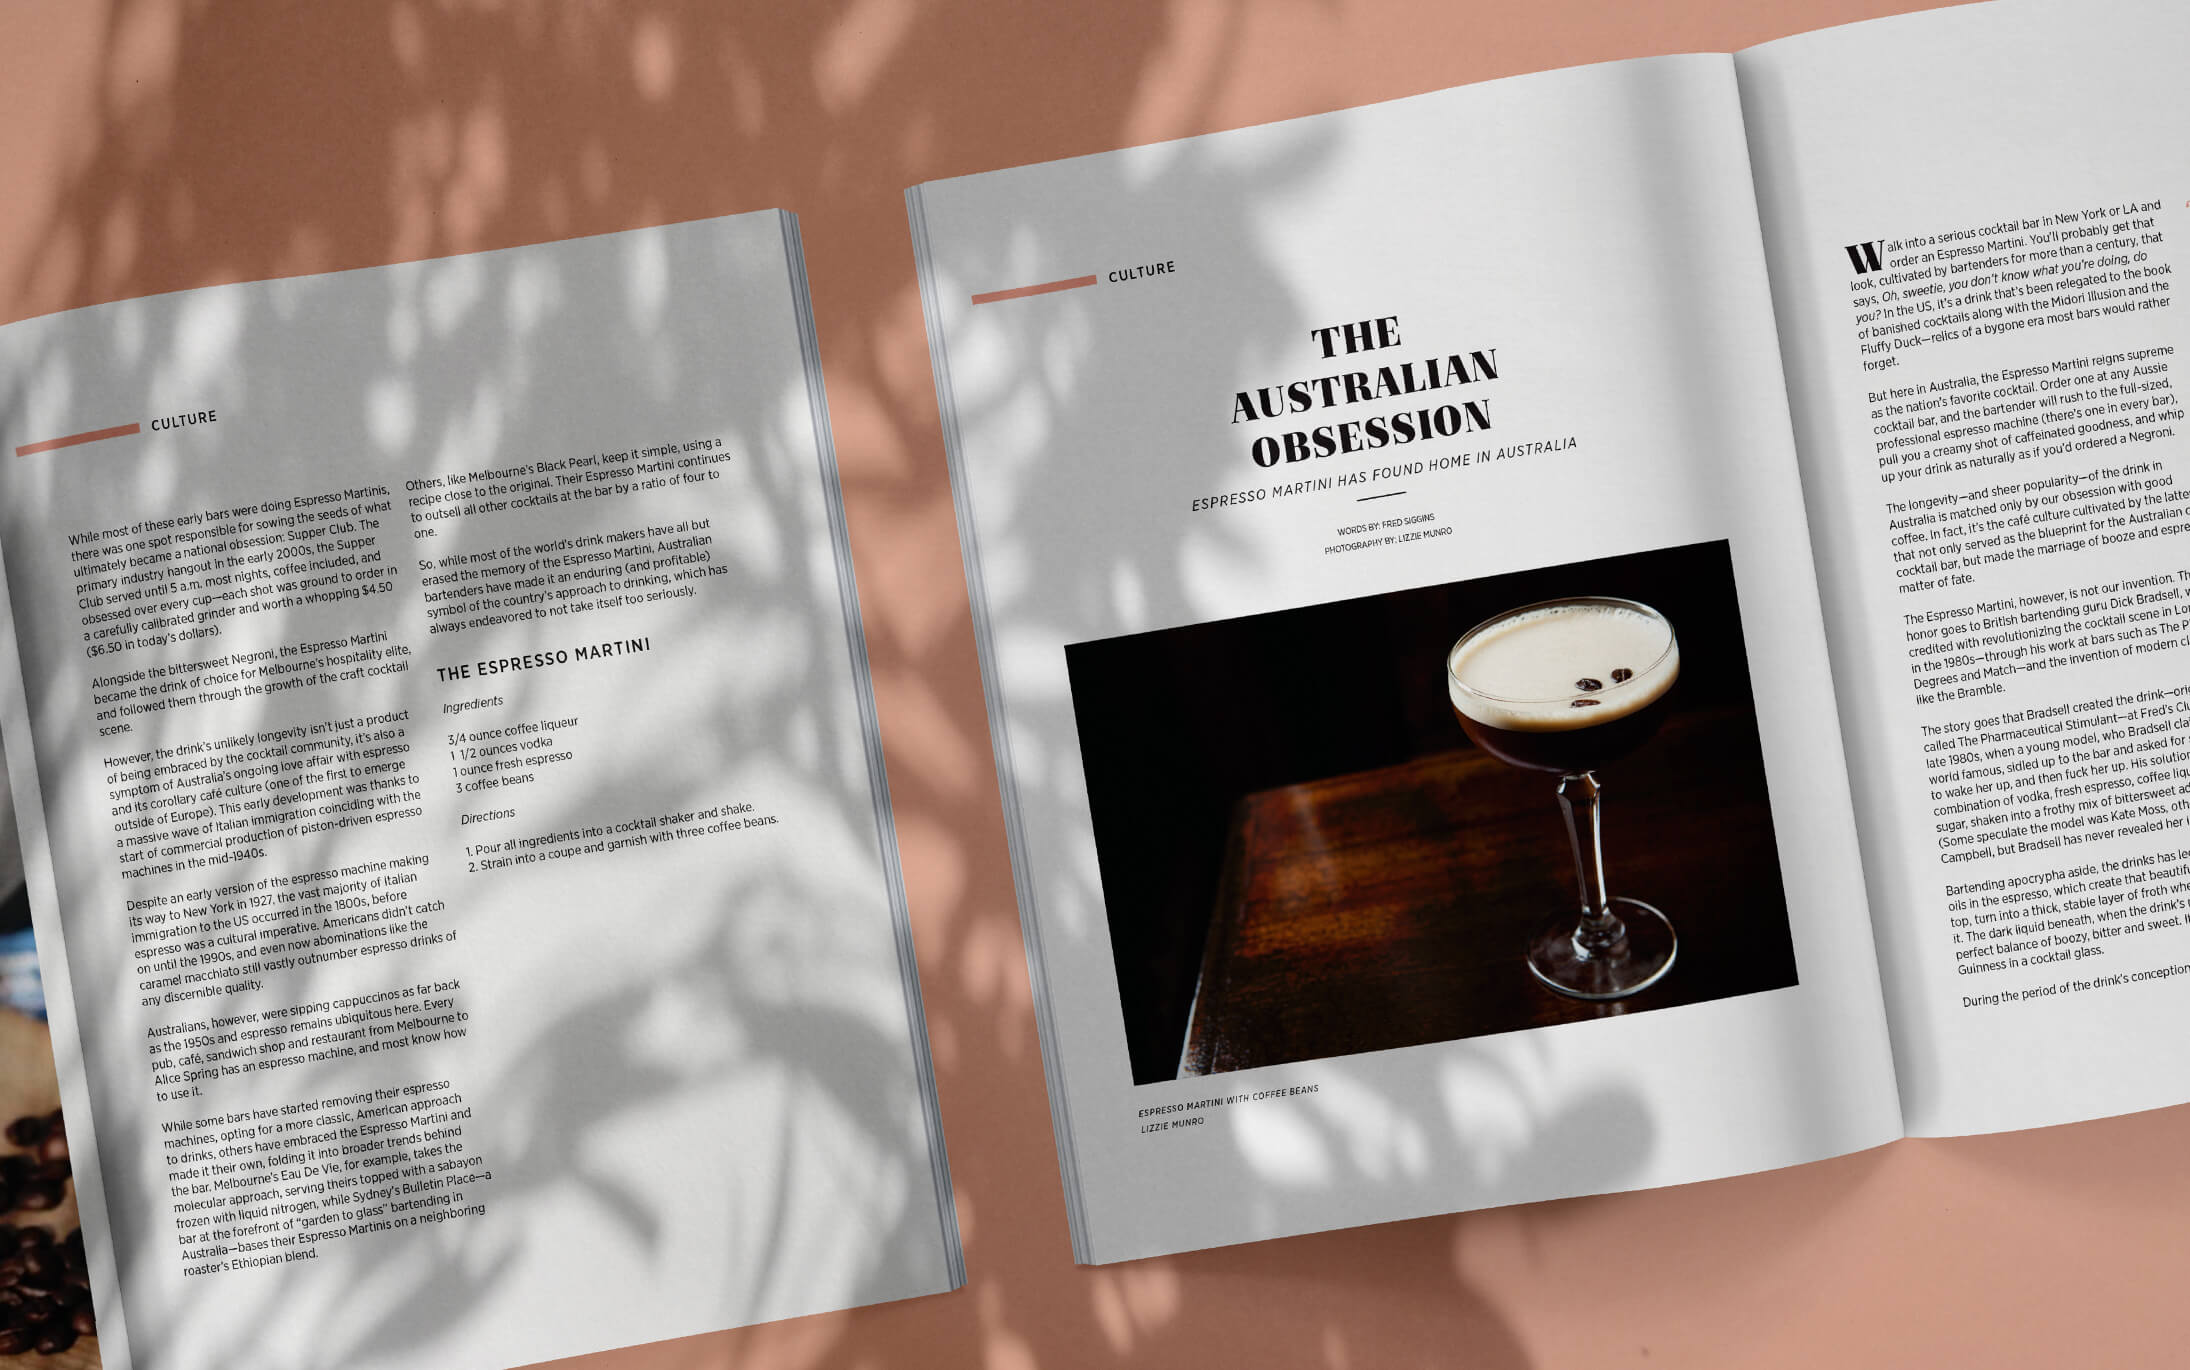 CULTURE
While most of these early bars were doing Espresso Martinis,
there was one spot responsible for sowing the seeds of what
ultimately became a national obsession: Supper Club. The
primary industry hangout in the early 2000s, the Supper
Club served until 5 a.m. most nights, coffee included, and
obsessed over every cup—each shot was ground to order in
a carefully calibrated grinder and worth a whopping $4.50
($6.50 in today's dollars).
Alongside the bittersweet Negroni, the Espresso Martini
became the drink of choice for Melbourne's hospitality elite,
and followed them through the growth of the craft cocktail
scene.
However, the drink's unlikely longevity isn't just a product
of being embraced by the cocktail community, it's also a
symptom of Australia's ongoing love affair with espresso
and its corollary café culture (one of the first to emerge
outside of Europe). This early development was thanks to
a massive wave of Italian immigration coinciding with the
start of commercial production of piston-driven espresso
machines in the mid-1940s.
Despite an early version of the espresso machine making
its way to New York in 1927, the vast majority of Italian
immigration to the US occurred in the 1800s, before
espresso was a cultural imperative. Americans didn't catch
on until the 1990s, and even now abominations like the
caramel macchiato still vastly outnumber espresso drinks of
any discernible quality.
Australians, however, were sipping cappuccinos as far back
as the 1950s and espresso remains ubiquitous here. Every
pub, café, sandwich shop and restaurant from Melbourne to
Alice Spring has an espresso machine, and most know how
to use it.
While some bars have started removing their espresso
machines, opting for a more classic, American approach
to drinks, others have embraced the Espresso Martini and
made it their own, folding it into broader trends behind
the bar. Melbourne's Eau De Vie, for example, takes the
molecular approach, serving theirs topped with a sabayon
frozen with liquid nitrogen, while Sydney's Bulletin Place—a
bar at the forefront of "garden to glass" bartending in
Australia—bases their Espresso Martinis on a neighboring
roaster's Ethiopian blend.
Others, like Melbourne's Black Pearl, keep it simple, using a
recipe close to the original. Their Espresso Martini continues
to outsell all other cocktails at the bar by a ratio of four to
one.
So, while most of the world's drink makers have all but
erased the memory of the Espresso Martini, Australian
bartenders have made it an enduring (and profitable)
symbol of the country's approach to drinking, which has
always endeavored to not take itself too seriously.
THE ESPRESSO MARTINI
Ingredients
3/4 ounce coffee liqueur
1 1/2 ounces vodka
1 ounce fresh espresso
3 coffee beans
Directions
1. Pour all ingredients into a cocktail shaker and shake.
2. Strain into a coupe and garnish with three coffee beans.
CULTURE
THE
AUSTRALIAN
OBSESSION
ESPRESSO MARTINI HAS FOUND HOME IN AUSTRALIA
WORDS BY: FRED SIGGINS
PHOTOGRAPHY BY: LIZZIE MUNRO
ESPRESSO MARTINI WITH COFFEE BEANS
LIZZIE MUNRO
Walk into a serious cocktail bar in New York or LA and
order an Espresso Martini. You'll probably get that
look, cultivated by bartenders for more than a century, that
says, Oh, sweetie, you don't know what you're doing, do
you? In the US, it's a drink that's been relegated to the book
of banished cocktails along with the Midori Illusion and the
Fluffy Duck—relics of a bygone era most bars would rather
forget.
But here in Australia, the Espresso Martini reigns supreme
as the nation's favorite cocktail. Order one at any Aussie
cocktail bar, and the bartender will rush to the full-sized,
professional espresso machine (there's one in every bar),
pull you a creamy shot of caffeinated goodness, and whip
up your drink as naturally as if you'd ordered a Negroni.
The longevity—and sheer popularity—of the drink in
Australia is matched only by our obsession with good
coffee. In fact, it's the café culture cultivated by the latte
that not only served as the blueprint for the Australian
cocktail bar, but made the marriage of booze and
matter of fate.
The Espresso Martini, however, is not our invention.
honor goes to British bartending guru Dick Bradsell,
credited with revolutionizing the cocktail scene in
in the 1980s—through his work at bars such as The
Degrees and Match—and the invention of modern
like the Bramble.
The story goes that Bradsell created the drink—
called The Pharmaceutical Stimulant—at Fred's
late 1980s, when a young model, who Bradsell
world famous, sidled up to the bar and asked for
to wake her up, and then fuck her up. His solution
combination of vodka, fresh espresso, coffee
sugar, shaken into a frothy mix of bittersweet
(Some speculate the model was Kate Moss,
Campbell, but Bradsell has never revealed her
Bartending apocrypha aside, the drinks has
oils in the espresso, which create that
top, turn into a thick, stable layer of froth
it. The dark liquid beneath, when the drink's
perfect balance of boozy, bitter and sweet.
Guinness in a cocktail glass.
During the period of the drink's conception